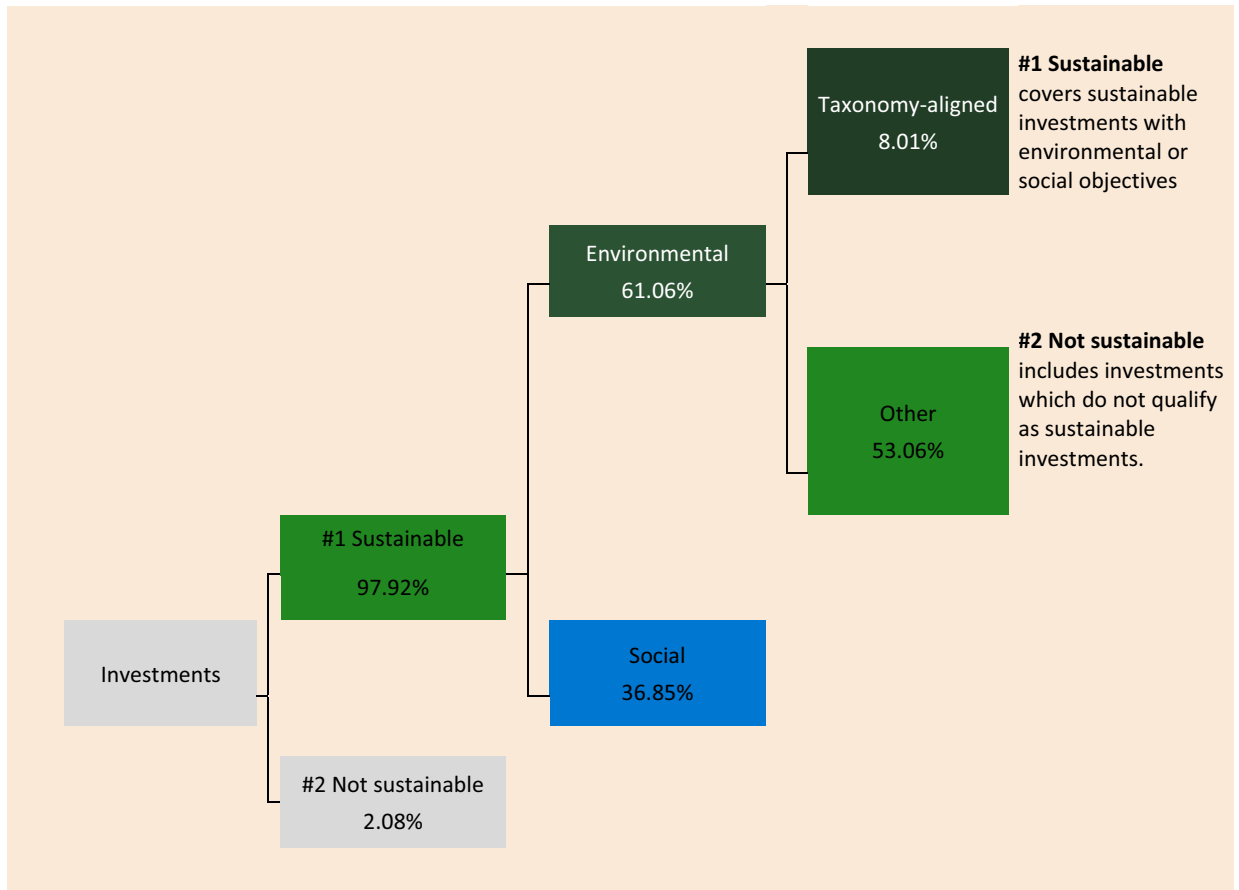 Taxonomy-aligned
8.01%
#1 Sustainable
covers sustainable
investments with
environmental or
social objectives
Environmental
61.06%
Other
53.06%
#2 Not sustainable
includes investments
which do not qualify
as sustainable
investments.
#1 Sustainable
97.92%
Investments
Social
36.85%
#2 Not sustainable
2.08%